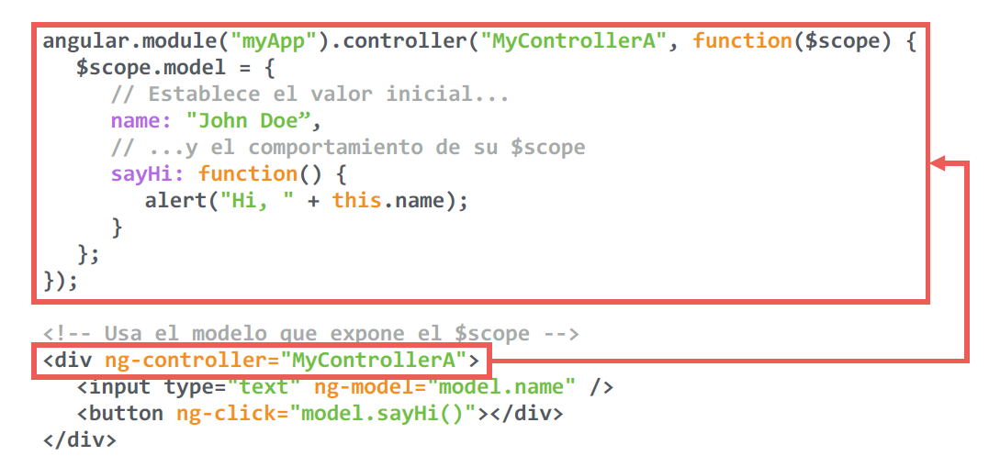 angular.module("myApp").controller("MyControllerA", function($scope) {
$scope.model = {
// Establece el valor inicial...
name: "John Doe”,
// ...y el comportamiento de su $scope
sayHi: function() {
alert("Hi, " + this.name);
}
};
});
<!-- Usa el modelo que expone el $scope -->
<div ng-controller="MyControllerA">
<input type="text" ng-model="model.name" />
<button ng-click="model.sayHi()"></div>
</div>